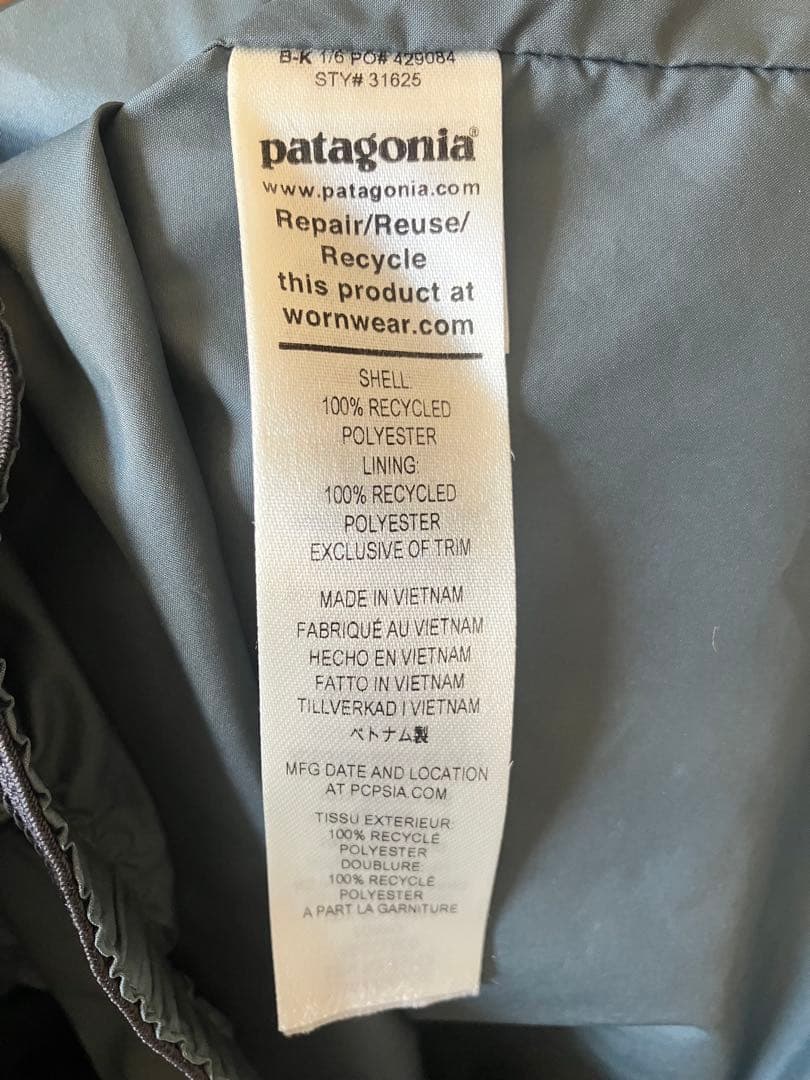 B-K 1/6 PO# 429084
STY# 31625
patagonia®
www.patagonia.com
Repair/Reuse/
Recycle
this product at
wornwear.com
SHELL:
100% RECYCLED
POLYESTER
LINING:
100% RECYCLED
POLYESTER
EXCLUSIVE OF TRIM
MADE IN VIETNAM
FABRIQUÉ AU VIETNAM
HECHO EN VIETNAM
FATTO IN VIETNAM
TILLVERKAD I VIETNAM
ベトナム製
MFG DATE AND LOCATION
AT PCPSIA.COM
TISSU EXTERIEUR:
100% RECYCLÉ
POLYESTER
DOUBLURE:
100% RECYCLÉ
POLYESTER
A PART LA GARNITURE